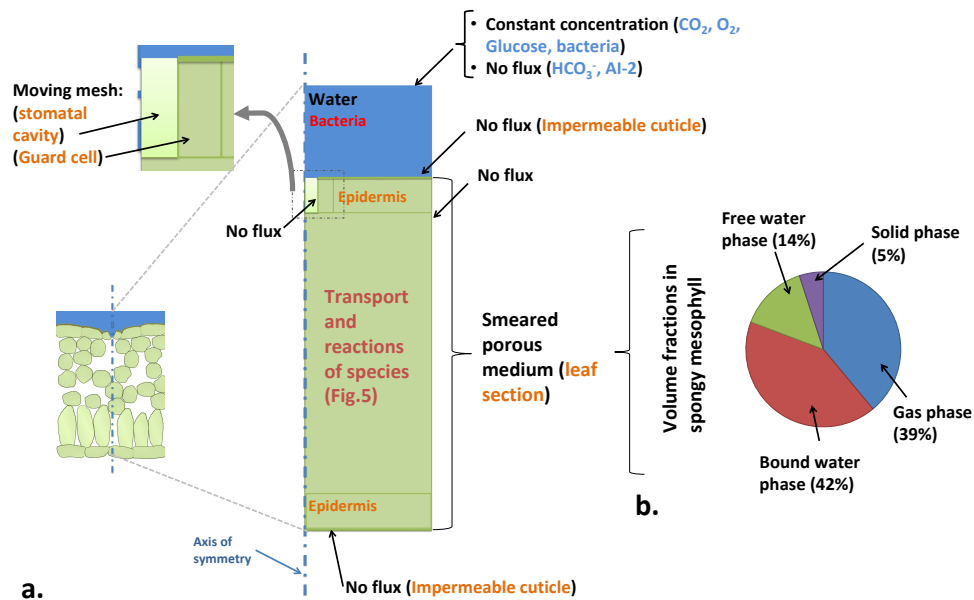 • Constant concentration (CO₂, O₂,
Glucose, bacteria)
• No flux (HCO₃⁻, AI-2)
Moving mesh:
(stomatal
cavity)
(Guard cell)
Water
Bacteria
No flux (Impermeable cuticle)
No flux
Epidermis
No flux
Transport
and
reactions
of species
(Fig.5)
Smeared
porous
medium (leaf
section)
Epidermis
Axis of
symmetry
No flux (Impermeable cuticle)
a.
Volume fractions in
spongy mesophyll
Free water
phase (14%)
Solid phase
(5%)
Gas phase
(39%)
Bound water
phase (42%)
b.